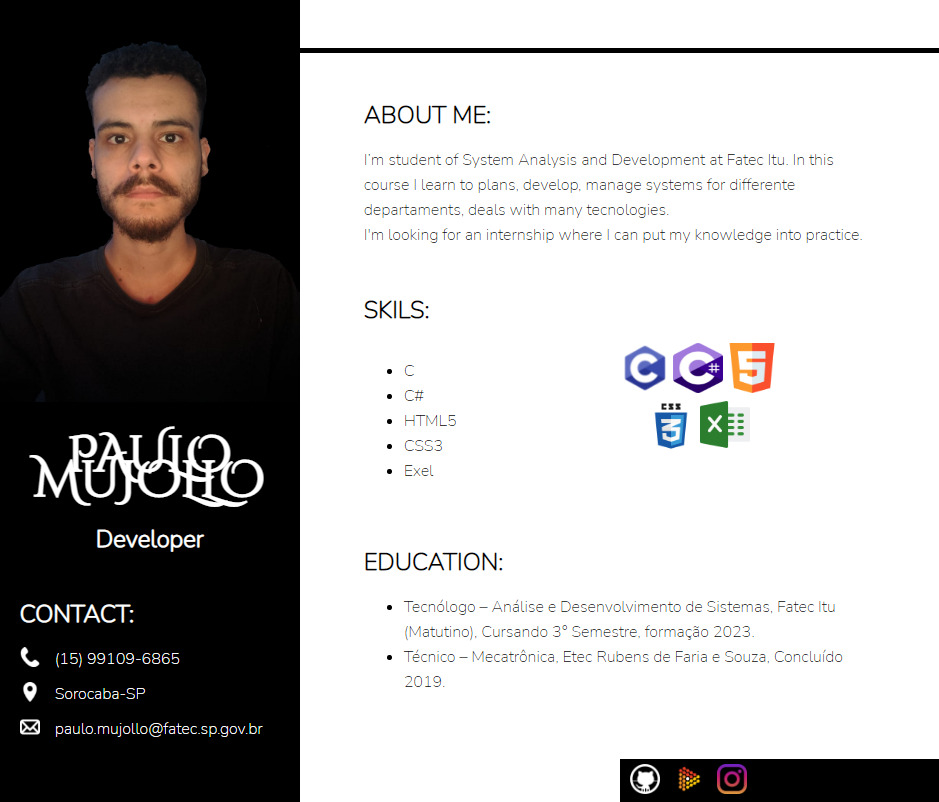 PAULO
MUJOLLO
Developer
CONTACT:
(15) 99109-6865
Sorocaba-SP
paulo.mujollo@fatec.sp.gov.br
ABOUT ME:
I'm student of System Analysis and Development at Fatec Itu. In this
course I learn to plans, develop, manage systems for differente
departaments, deals with many tecnologies.
I'm looking for an internship where I can put my knowledge into practice.
SKILS:
C
C#
HTML5
CSS3
Exel
C C# 5
CSS
3 X
EDUCATION:
Tecnólogo – Análise e Desenvolvimento de Sistemas, Fatec Itu
(Matutino), Cursando 3º Semestre, formação 2023.
Técnico – Mecatrônica, Etec Rubens de Faria e Souza, Concluído
2019.